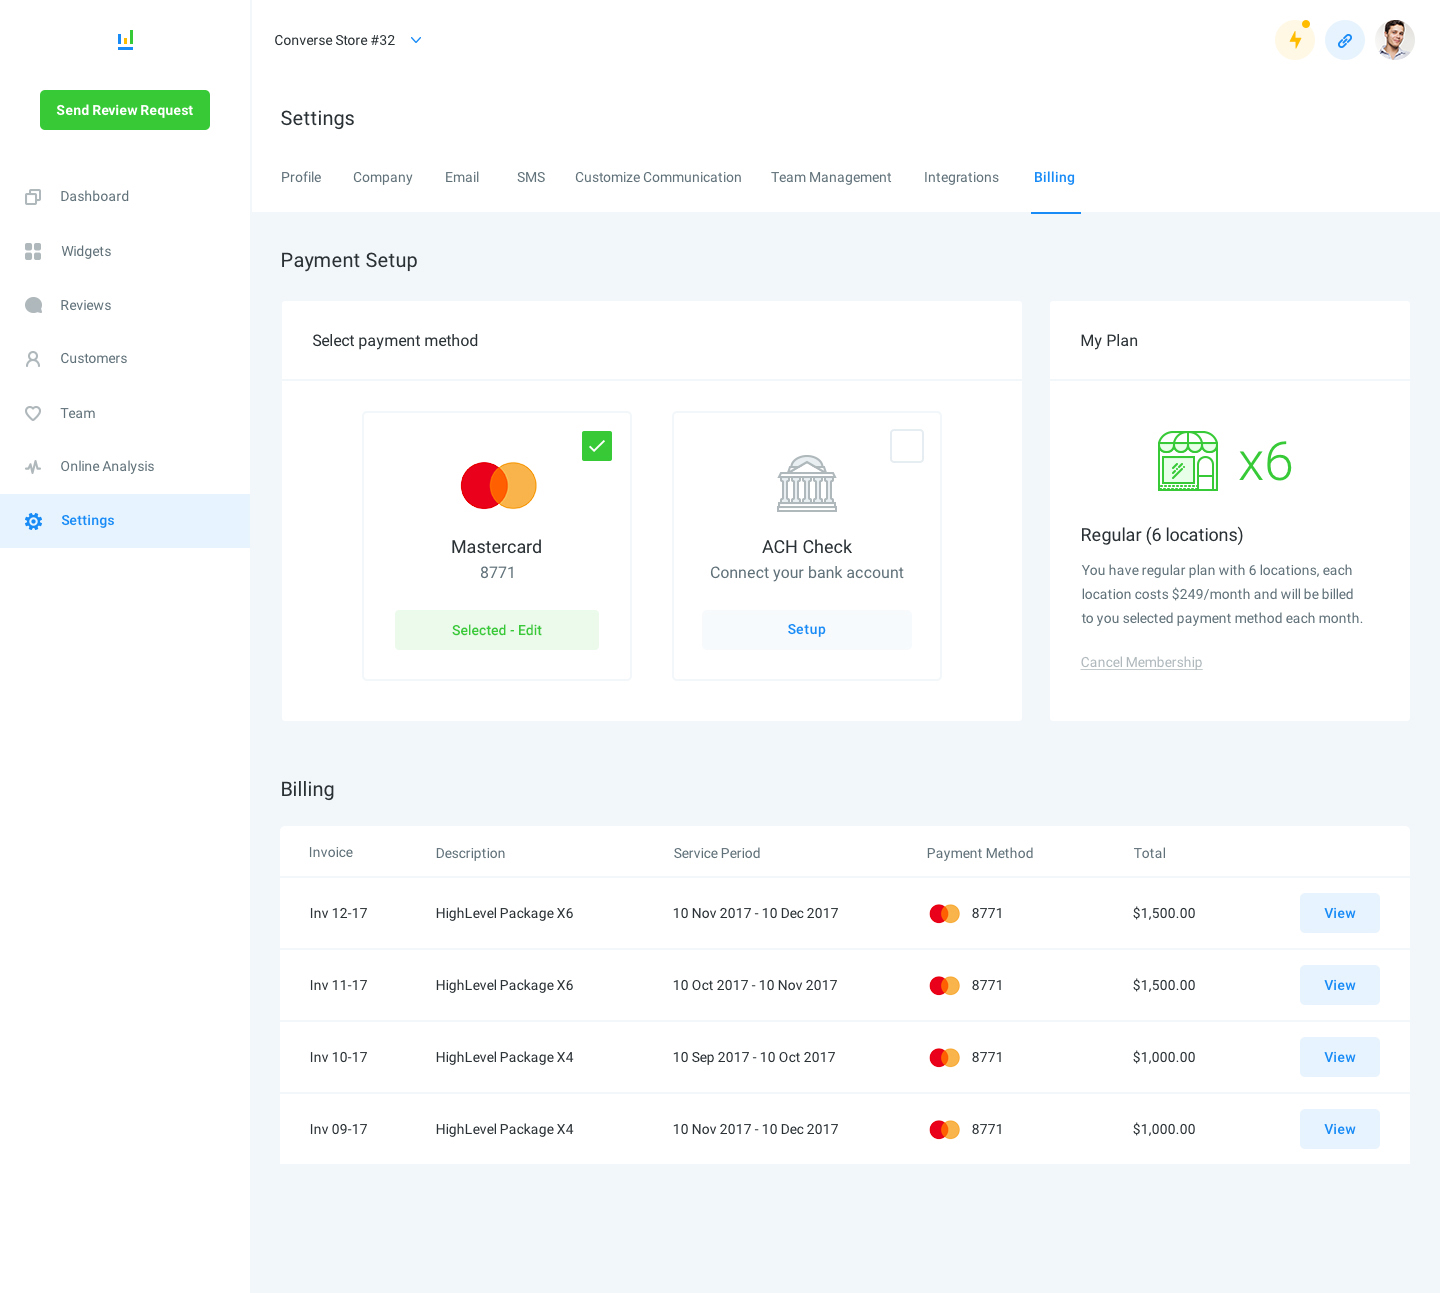 Converse Store #32
Send Review Request
Dashboard
Widgets
Reviews
Customers
Team
Online Analysis
Settings
Settings
Profile Company Email SMS Customize Communication Team Management Integrations Billing
Payment Setup
Select payment method
Mastercard
8771
Selected - Edit
ACH Check
Connect your bank account
Setup
My Plan
x6
Regular (6 locations)
You have regular plan with 6 locations, each
location costs $249/month and will be billed
to you selected payment method each month.
Cancel Membership
Billing
Invoice Description Service Period Payment Method Total
Inv 12-17 HighLevel Package X6 10 Nov 2017 - 10 Dec 2017 8771 $1,500.00 View
Inv 11-17 HighLevel Package X6 10 Oct 2017 - 10 Nov 2017 8771 $1,500.00 View
Inv 10-17 HighLevel Package X4 10 Sep 2017 - 10 Oct 2017 8771 $1,000.00 View
Inv 09-17 HighLevel Package X4 10 Nov 2017 - 10 Dec 2017 8771 $1,000.00 View